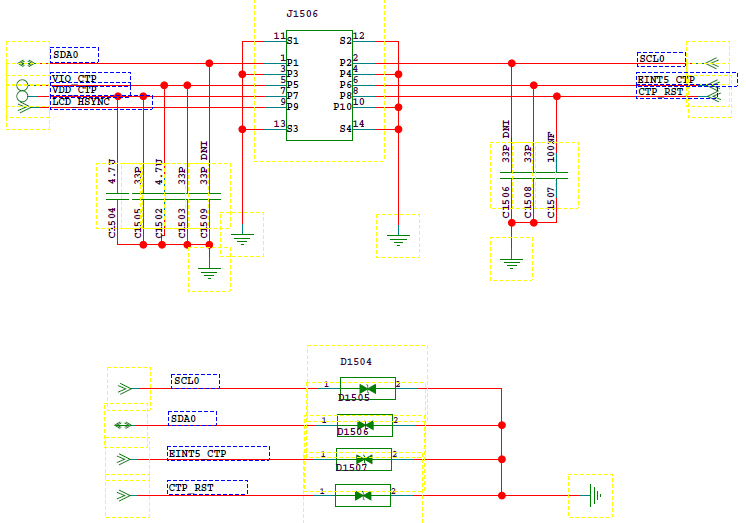 J1506
11 S1 S2 12
SDA0 1 P1 P2 2 SCL0
3 P3 P4 4
VIO_CTP 5 P5 P6 6 EINT5_CTP
VDD_CTP 7 P7 P8 8 CTP_RST
LCD_HSYNC 9 P9 P10 10
13 S3 S4 14
4.7U 33P 4.7U 33P 33P DNI
C1504 C1505 C1502 C1503 C1509
33P DNI 33P 100NF
C1506 C1508 C1507
D1504
SCL0 1 2
D1505
SDA0 1 2
D1506
EINT5_CTP 1 2
D1507
CTP_RST 1 2